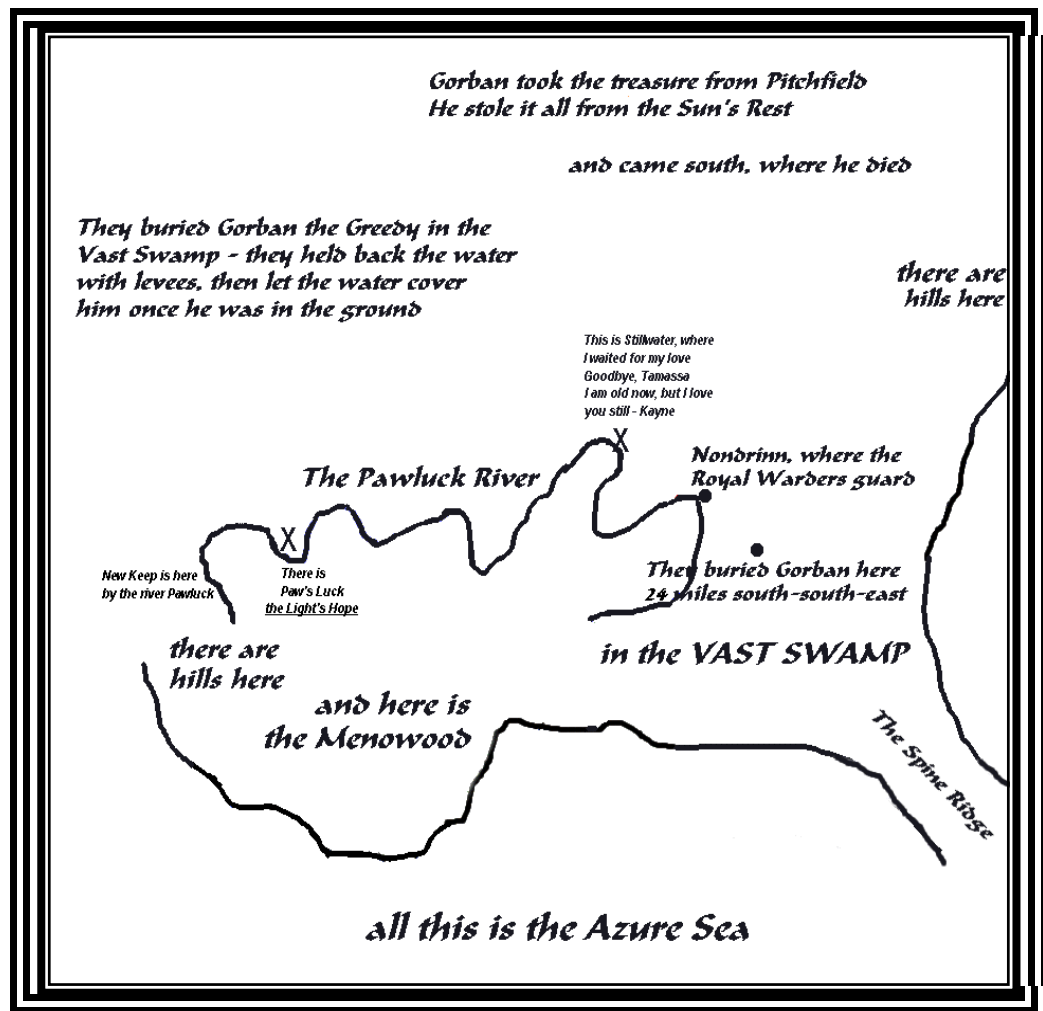 Gorban took the treasure from Pitchfield
He stole it all from the Sun's Rest
and came south, where he died
They buried Gorban the Greedy in the
Vast Swamp - they held back the water
with levees, then let the water cover
him once he was in the ground
there are
hills here
This is Stillwater, where
I waited for my love
Goodbye, Tamassa
I am old now, but I love
you still - Kayne
X
Nondrinn, where the
Royal Warders guard
The Pawluck River
X
They buried Gorban here
24 miles south-south-east
in the VAST SWAMP
New Keep is here
by the river Pawluck
There is
Paw's Luck
the Light's Hope
there are
hills here
and here is
the Menowood
The Spine Ridge
all this is the Azure Sea